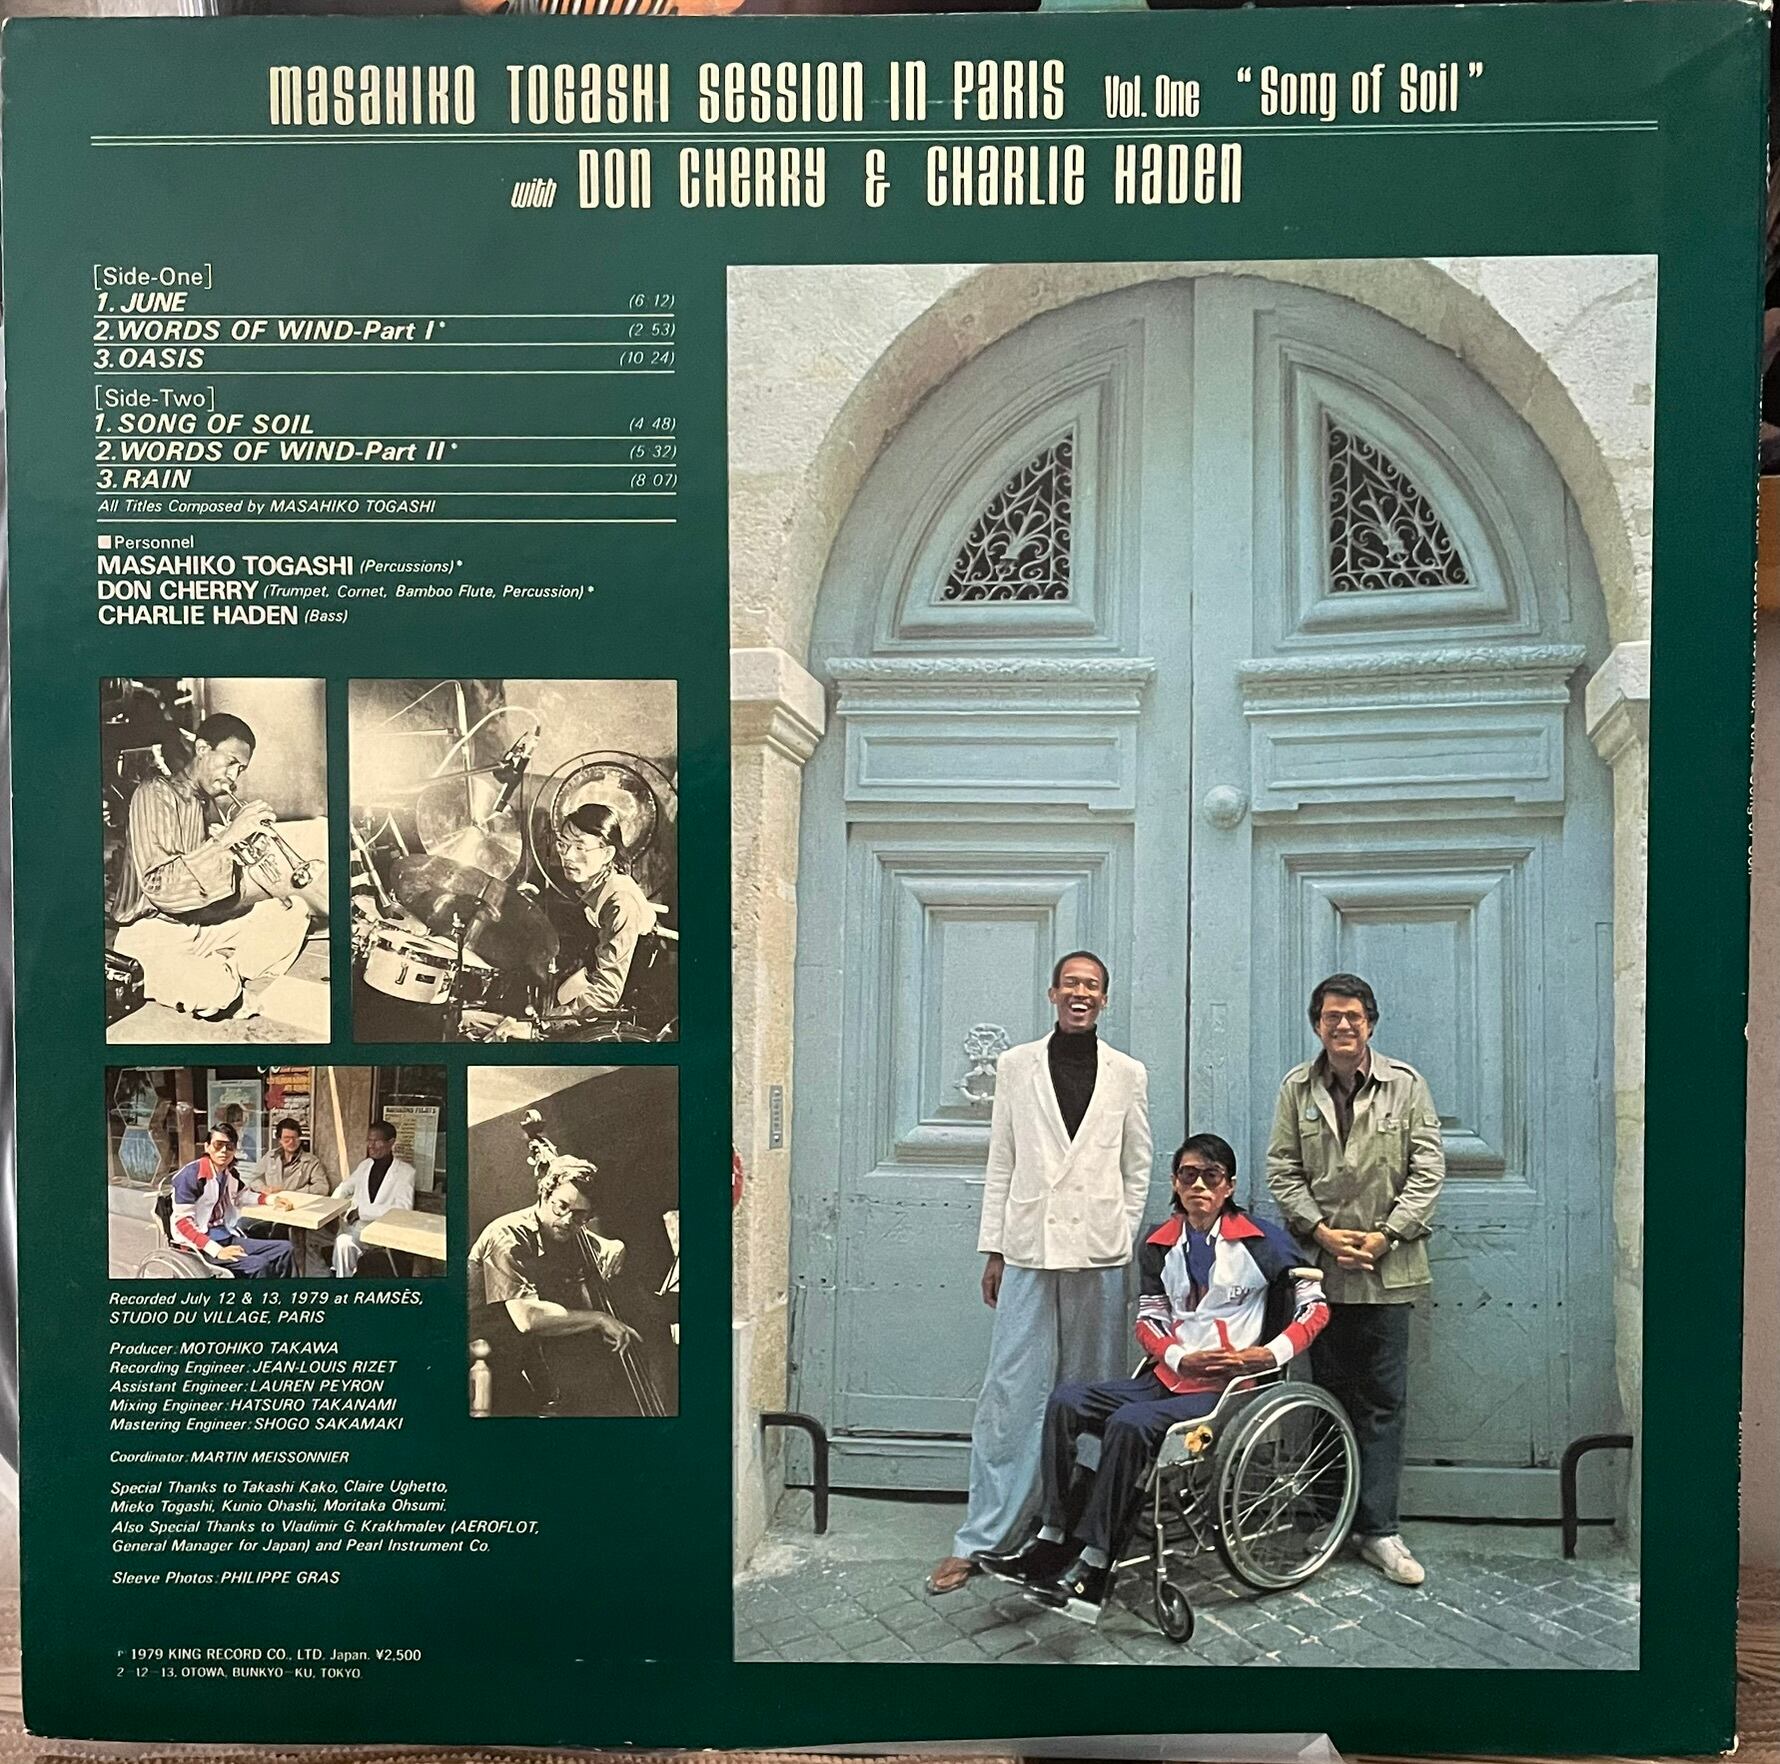 MASAHIKO TOGASHI SESSION IN PARIS Vol. One "Song of Soil"
with DON CHERRY & CHARLIE HADEN
[Side-One]
1. JUNE (6 12)
2. WORDS OF WIND-Part I* (2 53)
3. OASIS (10 24)
[Side-Two]
1. SONG OF SOIL (4 48)
2. WORDS OF WIND-Part II* (5 32)
3. RAIN (8 07)
All Titles Composed by MASAHIKO TOGASHI
■Personnel
MASAHIKO TOGASHI (Percussions)*
DON CHERRY (Trumpet, Cornet, Bamboo Flute, Percussion)*
CHARLIE HADEN (Bass)
Recorded July 12 & 13, 1979 at RAMSÈS,
STUDIO DU VILLAGE, PARIS
Producer: MOTOHIKO TAKAWA
Recording Engineer: JEAN-LOUIS RIZET
Assistant Engineer: LAUREN PEYRON
Mixing Engineer: HATSURO TAKANAMI
Mastering Engineer: SHOGO SAKAMAKI
Coordinator: MARTIN MEISSONNIER
Special Thanks to Takashi Kako, Claire Ughetto,
Mieko Togashi, Kunio Ohashi, Moritaka Ohsumi.
Also Special Thanks to Vladimir G. Krakhmalev (AEROFLOT,
General Manager for Japan) and Pearl Instrument Co.
Sleeve Photos: PHILIPPE GRAS
℗ 1979 KING RECORD CO., LTD. Japan. ¥2,500
2-12-13, OTOWA, BUNKYO-KU, TOKYO.